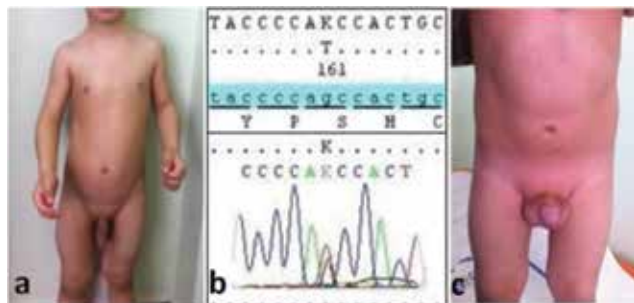 TACCCCAKCCACTGC
.......T.......
161
taccccagccactgc
Y P S H C
.......K.......
CCCCAKCCACT
a b c